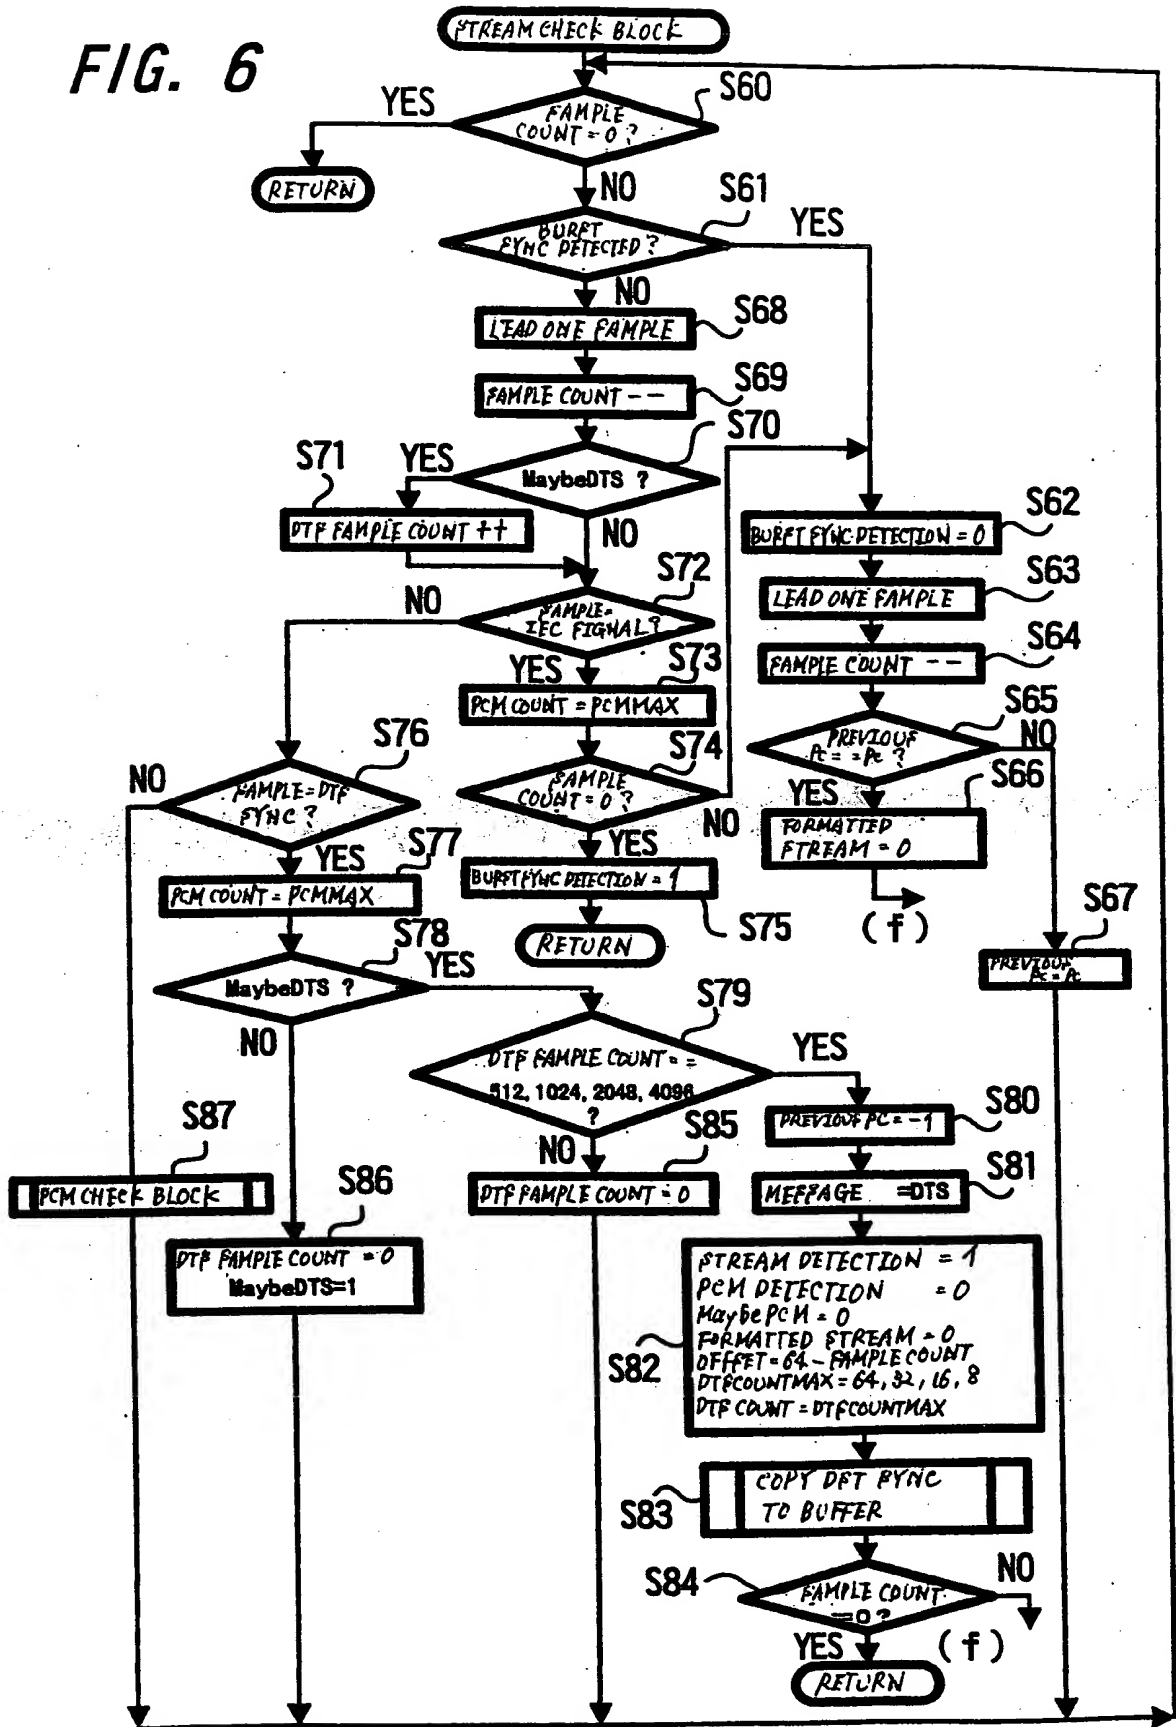 FIG. 6
STREAM CHECK BLOCK
S60
YES
SAMPLE
COUNT = 0 ?
RETURN
NO
S61
YES
BURST
SYNC DETECTED ?
NO
S68
LEAD ONE SAMPLE
S69
SAMPLE COUNT --
S70
S71
YES
MaybeDTS ?
DTS SAMPLE COUNT ++
NO
S62
BURST SYNC DETECTION = 0
S72
NO
SAMPLE=
IEC SIGNAL ?
S63
LEAD ONE SAMPLE
YES
S73
S64
SAMPLE COUNT --
PCM COUNT = PCMMAX
S65
NO
PREVIOUS
Pc = = Pc ?
S76
S74
NO
SAMPLE = DTS
SYNC ?
SAMPLE
COUNT = 0 ?
NO
YES
S66
FORMATTED
STREAM = 0
YES
S77
YES
PCM COUNT = PCMMAX
BURST SYNC DETECTION = 1
S75
(f)
S67
S78
RETURN
PREVIOUS
Pc = Pc
YES
MaybeDTS ?
S79
NO
DTS SAMPLE COUNT = =
512, 1024, 2048, 4096
?
YES
S80
PREVIOUS PC = -1
S87
NO
S85
PCM CHECK BLOCK
S86
DTS SAMPLE COUNT = 0
S81
MESSAGE =DTS
DTS SAMPLE COUNT = 0
MaybeDTS=1
S82
STREAM DETECTION = 1
PCM DETECTION = 0
MaybePCM = 0
FORMATTED STREAM = 0
OFFSET = 64 - SAMPLE COUNT
DTSCOUNTMAX = 64, 32, 16, 8
DTS COUNT = DTSCOUNTMAX
S83
COPY DST SYNC
TO BUFFER
S84
NO
SAMPLE COUNT
==0 ?
YES
(f)
RETURN